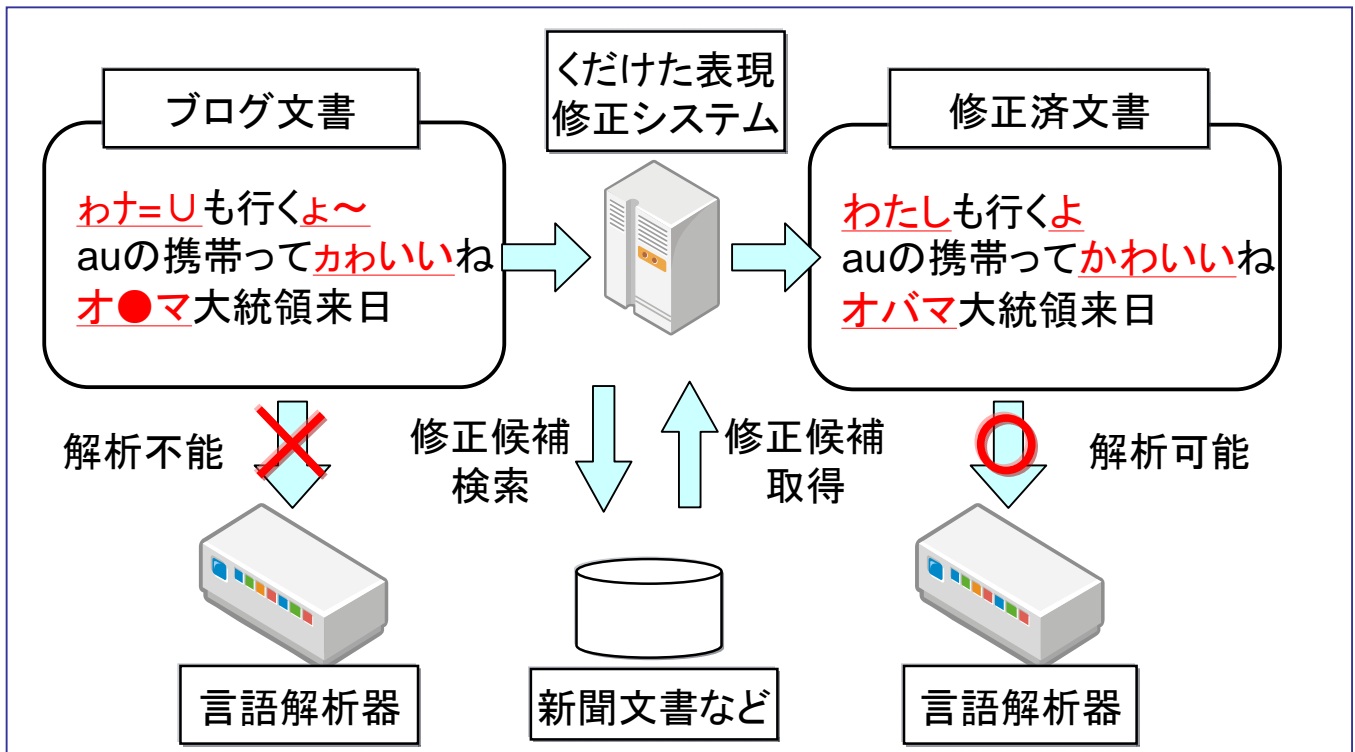 くだけた表現
修正システム
ブログ文書
ゎナ=∪も行くょ～
auの携帯ってヵゎいいね
オ●マ大統領来日
修正済文書
わたしも行くよ
auの携帯ってかわいいね
オバマ大統領来日
解析不能
修正候補
検索
修正候補
取得
解析可能
言語解析器
新聞文書など
言語解析器